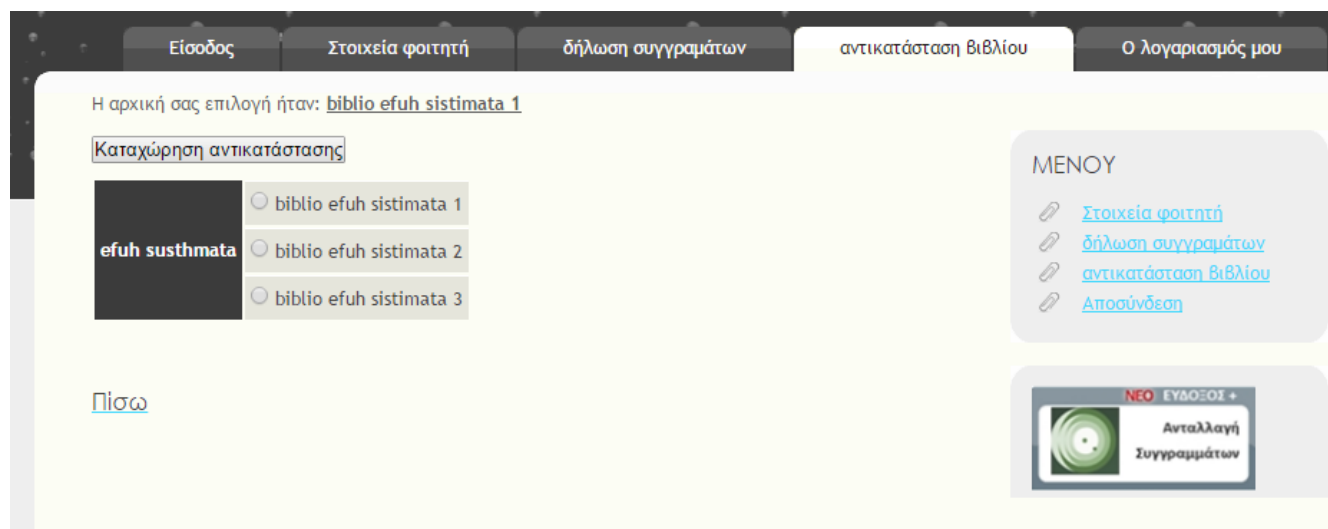 Είσοδος
Στοιχεία φοιτητή
δήλωση συγγραμάτων
αντικατάσταση βιβλίου
Ο λογαριασμός μου
Η αρχική σας επιλογή ήταν: biblio efuh sistimata 1
Καταχώρηση αντικατάστασης
efuh susthmata
biblio efuh sistimata 1
biblio efuh sistimata 2
biblio efuh sistimata 3
Πίσω
ΜΕΝΟΥ
Στοιχεία φοιτητή
δήλωση συγγραμάτων
αντικατάσταση βιβλίου
Αποσύνδεση
ΝΕΟ ΕΥΔΟΞΟΣ +
Ανταλλαγή
Συγγραμμάτων